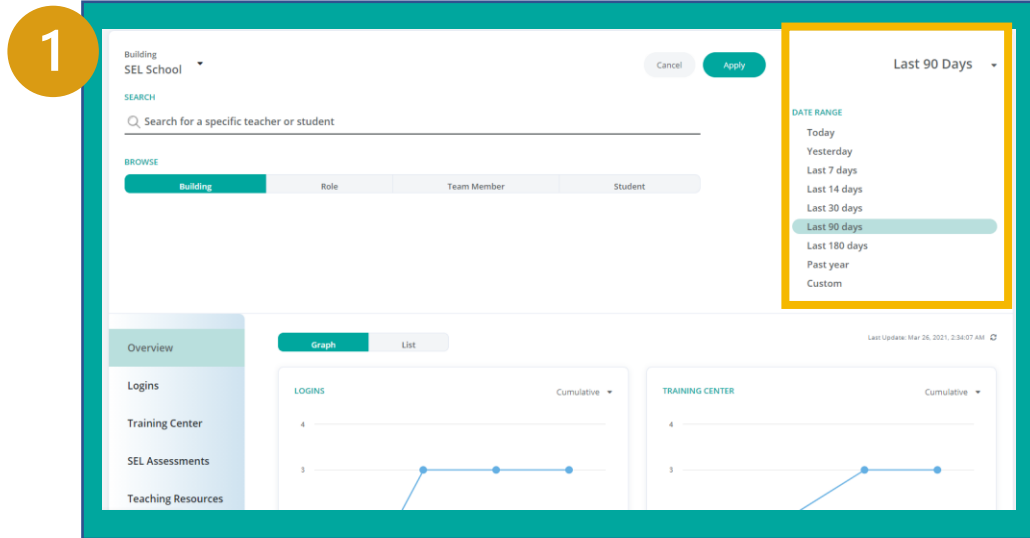 1
Building
SEL School
Cancel
Apply
Last 90 Days
SEARCH
Search for a specific teacher or student
BROWSE
Building
Role
Team Member
Student
DATE RANGE
Today
Yesterday
Last 7 days
Last 14 days
Last 30 days
Last 90 days
Last 180 days
Past year
Custom
Overview
Logins
Training Center
SEL Assessments
Teaching Resources
Graph
List
Last Update: Mar 26, 2021, 2:34:07 AM
LOGINS
Cumulative
4
3
TRAINING CENTER
Cumulative
4
3